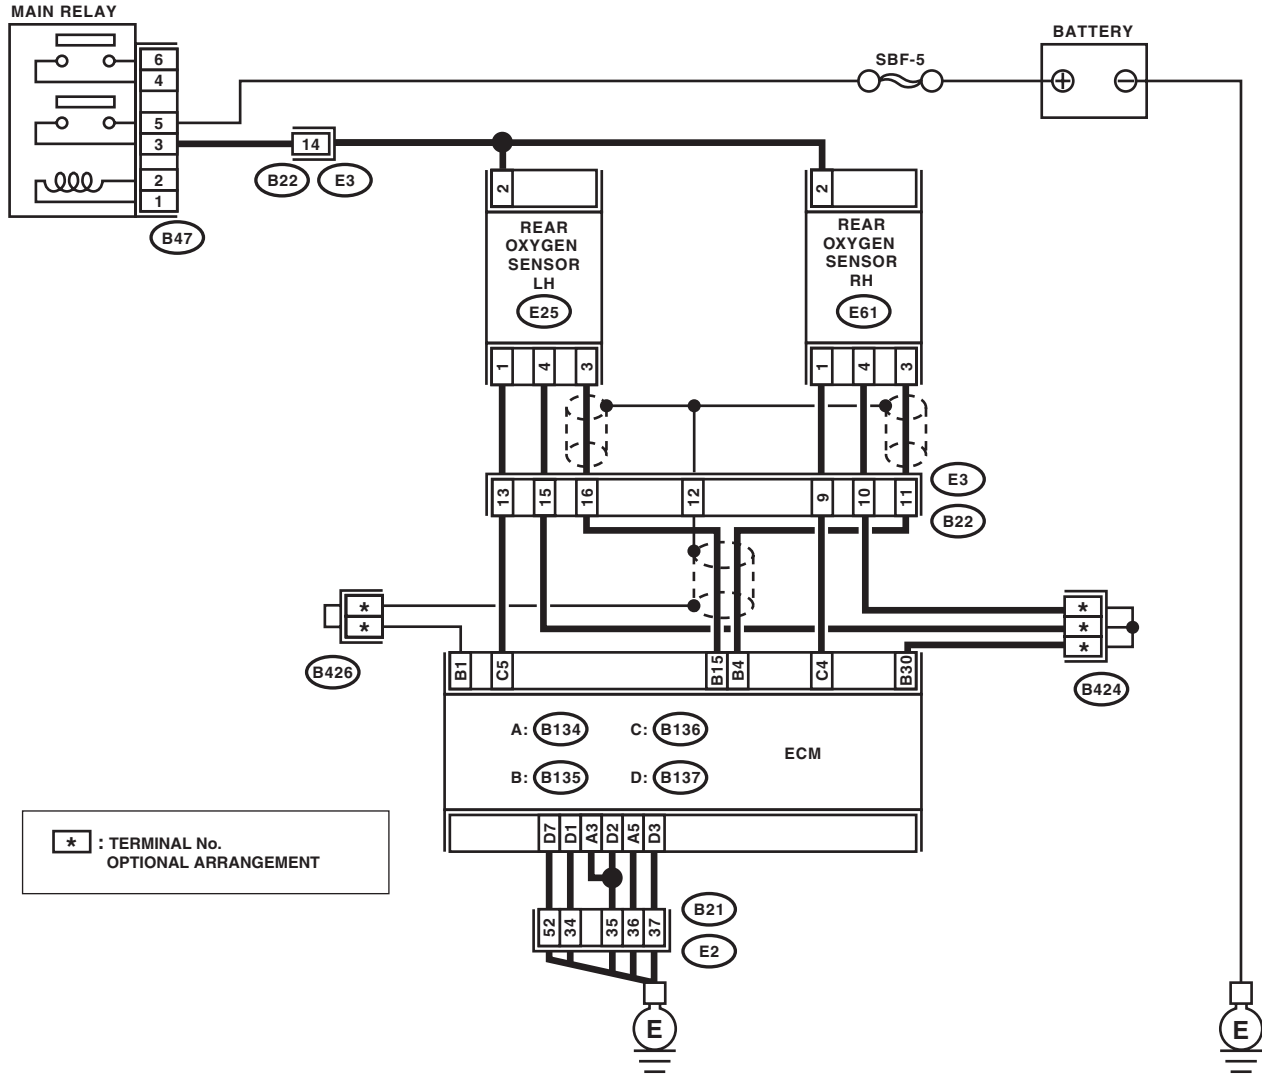 MAIN RELAY
BATTERY
SBF-5
6
4
5
3
2
1
B47
14
B22 E3
2
REAR
OXYGEN
SENSOR
LH
E25
1 4 3
2
REAR
OXYGEN
SENSOR
RH
E61
1 4 3
13 15 16 12 9 10 11
E3
B22
*
*
B426
*
*
*
B424
B1 C5 B15 B4 C4 B30
A: B134 C: B136
B: B135 D: B137
ECM
D7 D1 A3 D2 A5 D3
52 34 35 36 37
B21
E2
E
E
* : TERMINAL No.
OPTIONAL ARRANGEMENT